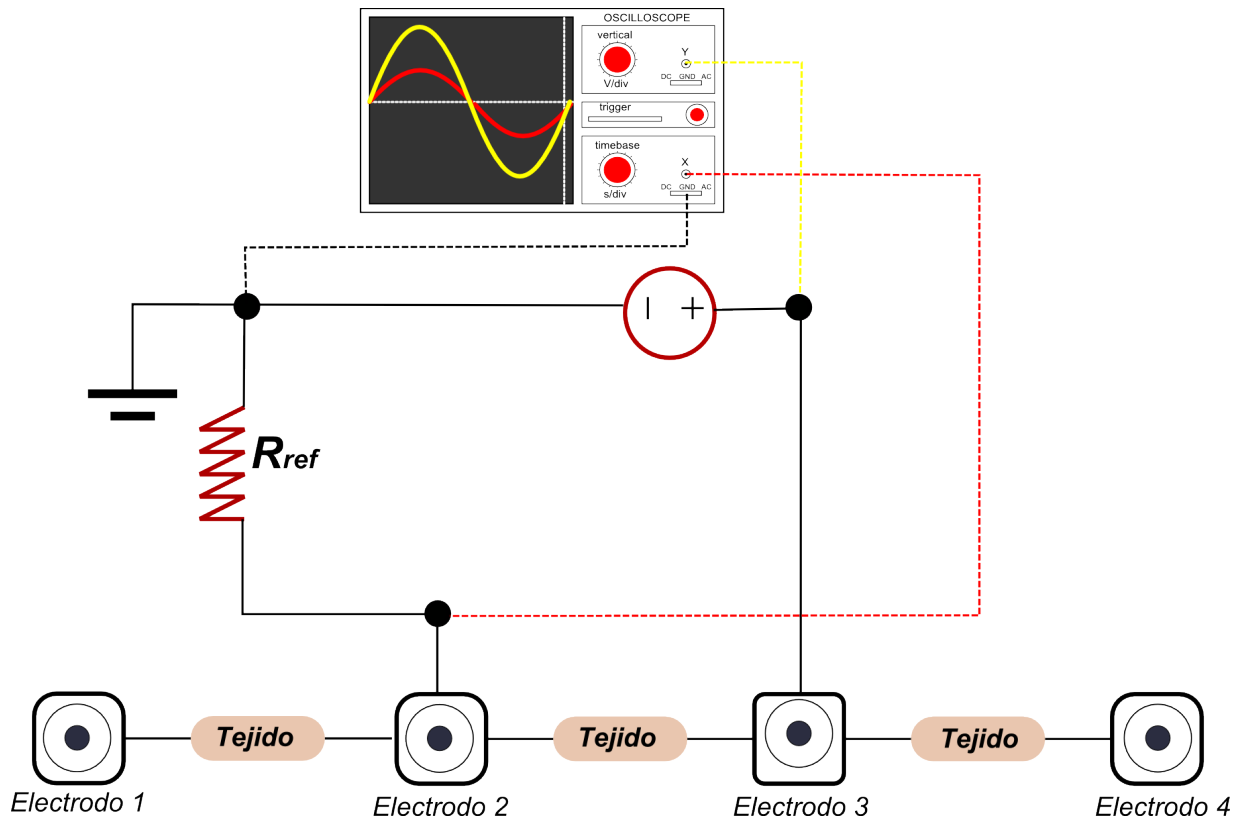 OSCILLOSCOPE
vertical
Y
V/div
DC GND AC
trigger
timebase
X
s/div
DC GND AC
Rref
Tejido
Tejido
Tejido
Electrodo 1
Electrodo 2
Electrodo 3
Electrodo 4